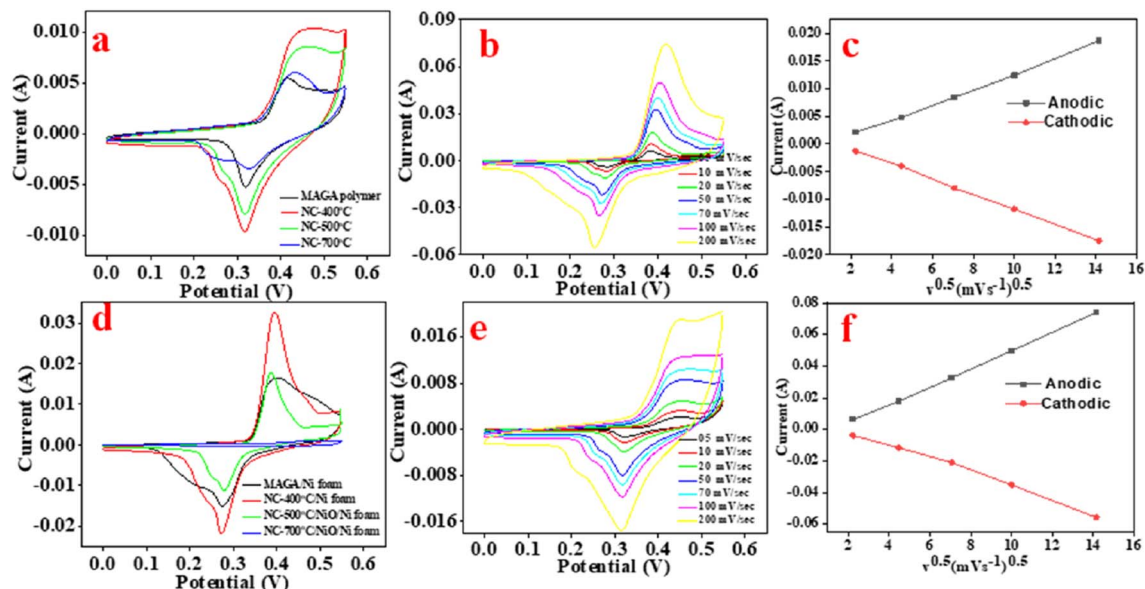 a
0.010
0.005
0.000
-0.005
-0.010
Current (A)
MAGA polymer
NC-400°C
NC-500°C
NC-700°C
0.0 0.1 0.2 0.3 0.4 0.5 0.6
Potential (V)
b
0.09
0.06
0.03
0.00
-0.03
-0.06
Current (A)
mV/sec
10 mV/sec
20 mV/sec
50 mV/sec
70 mV/sec
100 mV/sec
200 mV/sec
0.0 0.1 0.2 0.3 0.4 0.5 0.6
Potential (V)
c
0.020
0.015
0.010
0.005
0.000
-0.005
-0.010
-0.015
-0.020
Current (A)
Anodic
Cathodic
2 4 6 8 10 12 14 16
v^0.5(mVs^-1)^0.5
d
0.03
0.02
0.01
0.00
-0.01
-0.02
Current (A)
MAGA/Ni foam
NC-400°C/Ni foam
NC-500°C/NiO/Ni foam
NC-700°C/NiO/Ni foam
0.0 0.1 0.2 0.3 0.4 0.5 0.6
Potential (V)
e
0.016
0.008
0.000
-0.008
-0.016
Current (A)
05 mV/sec
10 mV/sec
20 mV/sec
50 mV/sec
70 mV/sec
100 mV/sec
200 mV/sec
0.0 0.1 0.2 0.3 0.4 0.5 0.6
Potential (V)
f
0.08
0.06
0.04
0.02
0.00
-0.02
-0.04
-0.06
Current (A)
Anodic
Cathodic
2 4 6 8 10 12 14 16
v^0.5(mVs^-1)^0.5